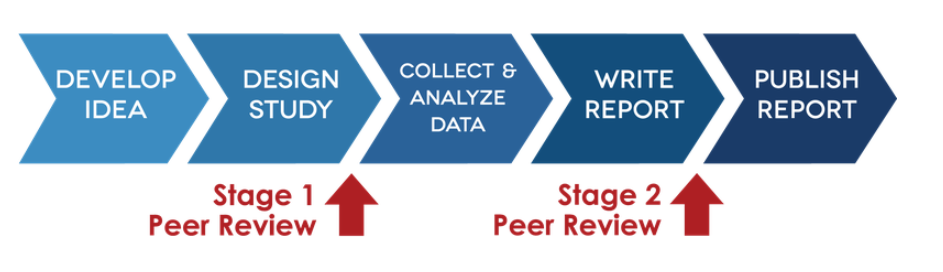 DEVELOP
IDEA
DESIGN
STUDY
COLLECT &
ANALYZE
DATA
WRITE
REPORT
PUBLISH
REPORT
Stage 1
Peer Review
Stage 2
Peer Review